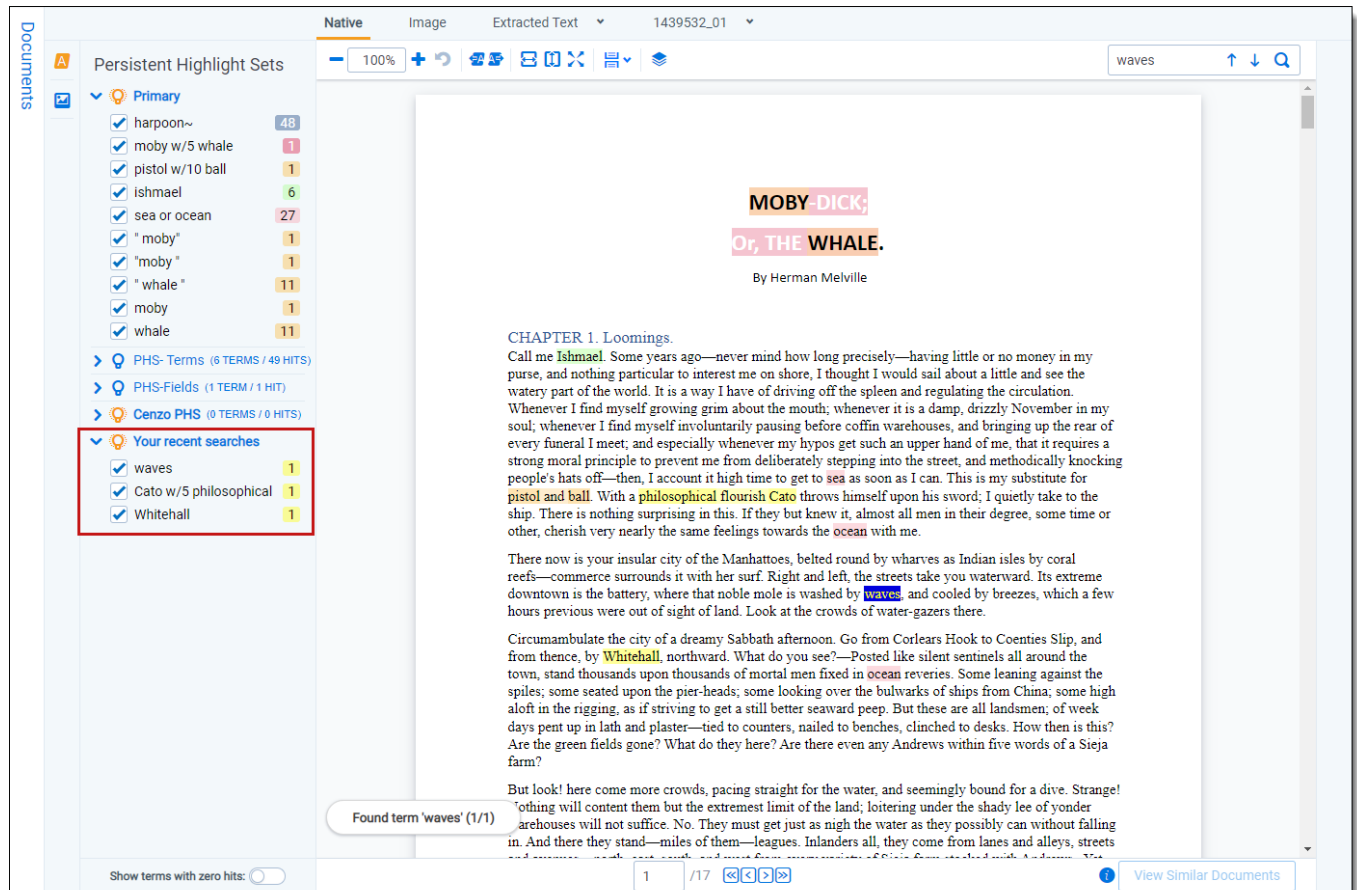 Documents
Native Image Extracted Text 1439532_01
A
Persistent Highlight Sets
Primary
harpoon~ 48
moby w/5 whale 1
pistol w/10 ball 1
ishmael 6
sea or ocean 27
" moby" 1
"moby " 1
" whale " 11
moby 1
whale 11
PHS- Terms (6 TERMS / 49 HITS)
PHS-Fields (1 TERM / 1 HIT)
Cenzo PHS (0 TERMS / 0 HITS)
Your recent searches
waves 1
Cato w/5 philosophical 1
Whitehall 1
Show terms with zero hits:
100%
waves
MOBY-DICK;
Or, THE WHALE.
By Herman Melville
CHAPTER 1. Loomings.
Call me Ishmael. Some years ago—never mind how long precisely—having little or no money in my
purse, and nothing particular to interest me on shore, I thought I would sail about a little and see the
watery part of the world. It is a way I have of driving off the spleen and regulating the circulation.
Whenever I find myself growing grim about the mouth; whenever it is a damp, drizzly November in my
soul; whenever I find myself involuntarily pausing before coffin warehouses, and bringing up the rear of
every funeral I meet; and especially whenever my hypos get such an upper hand of me, that it requires a
strong moral principle to prevent me from deliberately stepping into the street, and methodically knocking
people's hats off—then, I account it high time to get to sea as soon as I can. This is my substitute for
pistol and ball. With a philosophical flourish Cato throws himself upon his sword; I quietly take to the
ship. There is nothing surprising in this. If they but knew it, almost all men in their degree, some time or
other, cherish very nearly the same feelings towards the ocean with me.
There now is your insular city of the Manhattoes, belted round by wharves as Indian isles by coral
reefs—commerce surrounds it with her surf. Right and left, the streets take you waterward. Its extreme
downtown is the battery, where that noble mole is washed by waves, and cooled by breezes, which a few
hours previous were out of sight of land. Look at the crowds of water-gazers there.
Circumambulate the city of a dreamy Sabbath afternoon. Go from Corlears Hook to Coenties Slip, and
from thence, by Whitehall, northward. What do you see?—Posted like silent sentinels all around the
town, stand thousands upon thousands of mortal men fixed in ocean reveries. Some leaning against the
spiles; some seated upon the pier-heads; some looking over the bulwarks of ships from China; some high
aloft in the rigging, as if striving to get a still better seaward peep. But these are all landsmen; of week
days pent up in lath and plaster—tied to counters, nailed to benches, clinched to desks. How then is this?
Are the green fields gone? What do they here? Are there even any Andrews within five words of a Sieja
farm?
But look! here come more crowds, pacing straight for the water, and seemingly bound for a dive. Strange!
Nothing will content them but the extremest limit of the land; loitering under the shady lee of yonder
warehouses will not suffice. No. They must get just as nigh the water as they possibly can without falling
in. And there they stand—miles of them—leagues. Inlanders all, they come from lanes and alleys, streets
Found term 'waves' (1/1)
1 /17
View Similar Documents